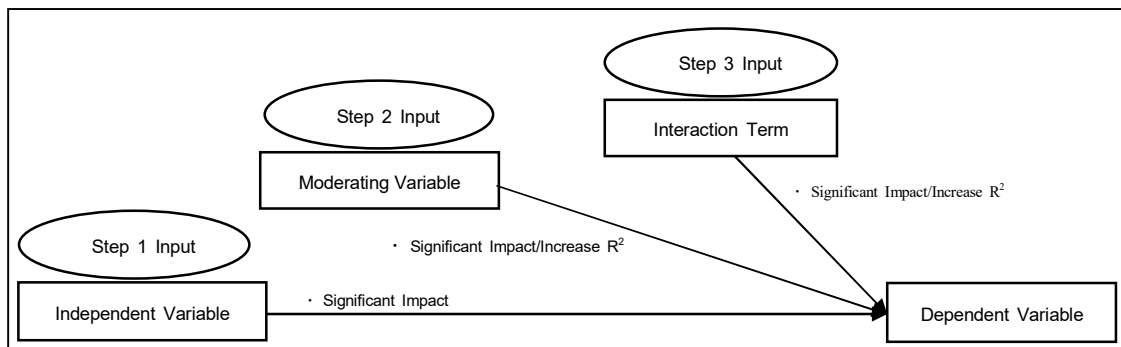 Step 3 Input
Interaction Term
Step 2 Input
Moderating Variable
· Significant Impact/Increase R²
Step 1 Input
· Significant Impact/Increase R²
Independent Variable
· Significant Impact
Dependent Variable